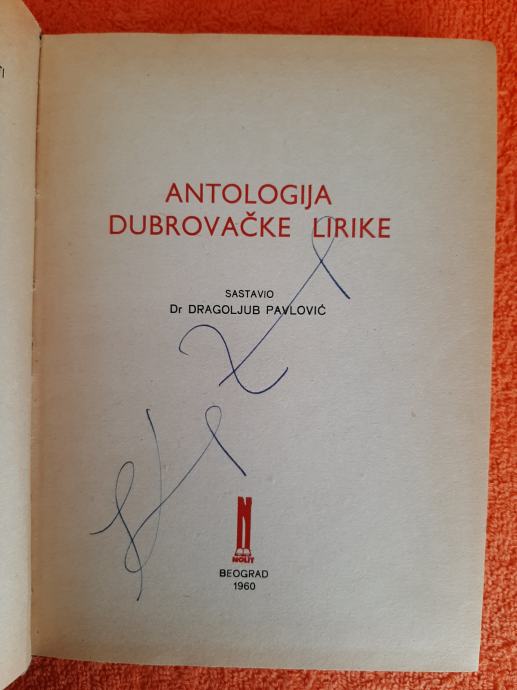 ANTOLOGIJA
DUBROVAČKE LIRIKE
SASTAVIO
Dr DRAGOLJUB PAVLOVIĆ
NOLIT
BEOGRAD
1960